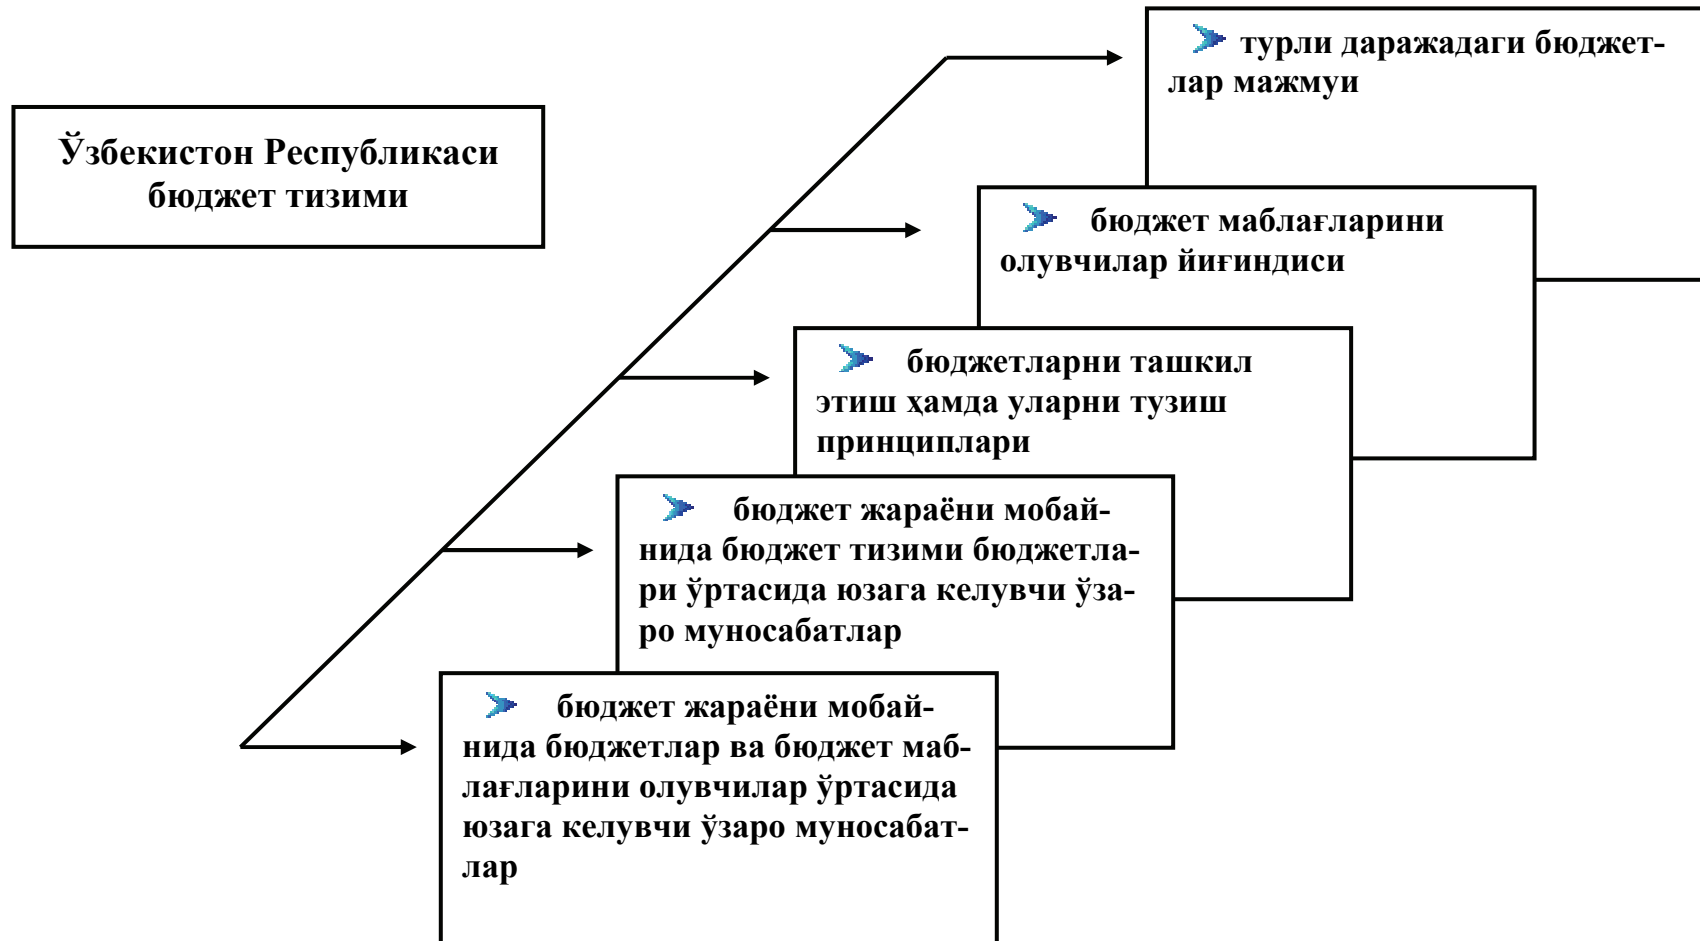 Ўзбекистон Республикаси
бюджет тизими
турли даражадаги бюджет-
лар мажмуи
бюджет маблағларини
олувчилар йиғиндиси
бюджетларни ташкил
этиш ҳамда уларни тузиш
принциплари
бюджет жараёни мобай-
нида бюджет тизими бюджетла-
ри ўртасида юзага келувчи ўза-
ро муносабатлар
бюджет жараёни мобай-
нида бюджетлар ва бюджет маб-
лағларини олувчилар ўртасида
юзага келувчи ўзаро муносабат-
лар